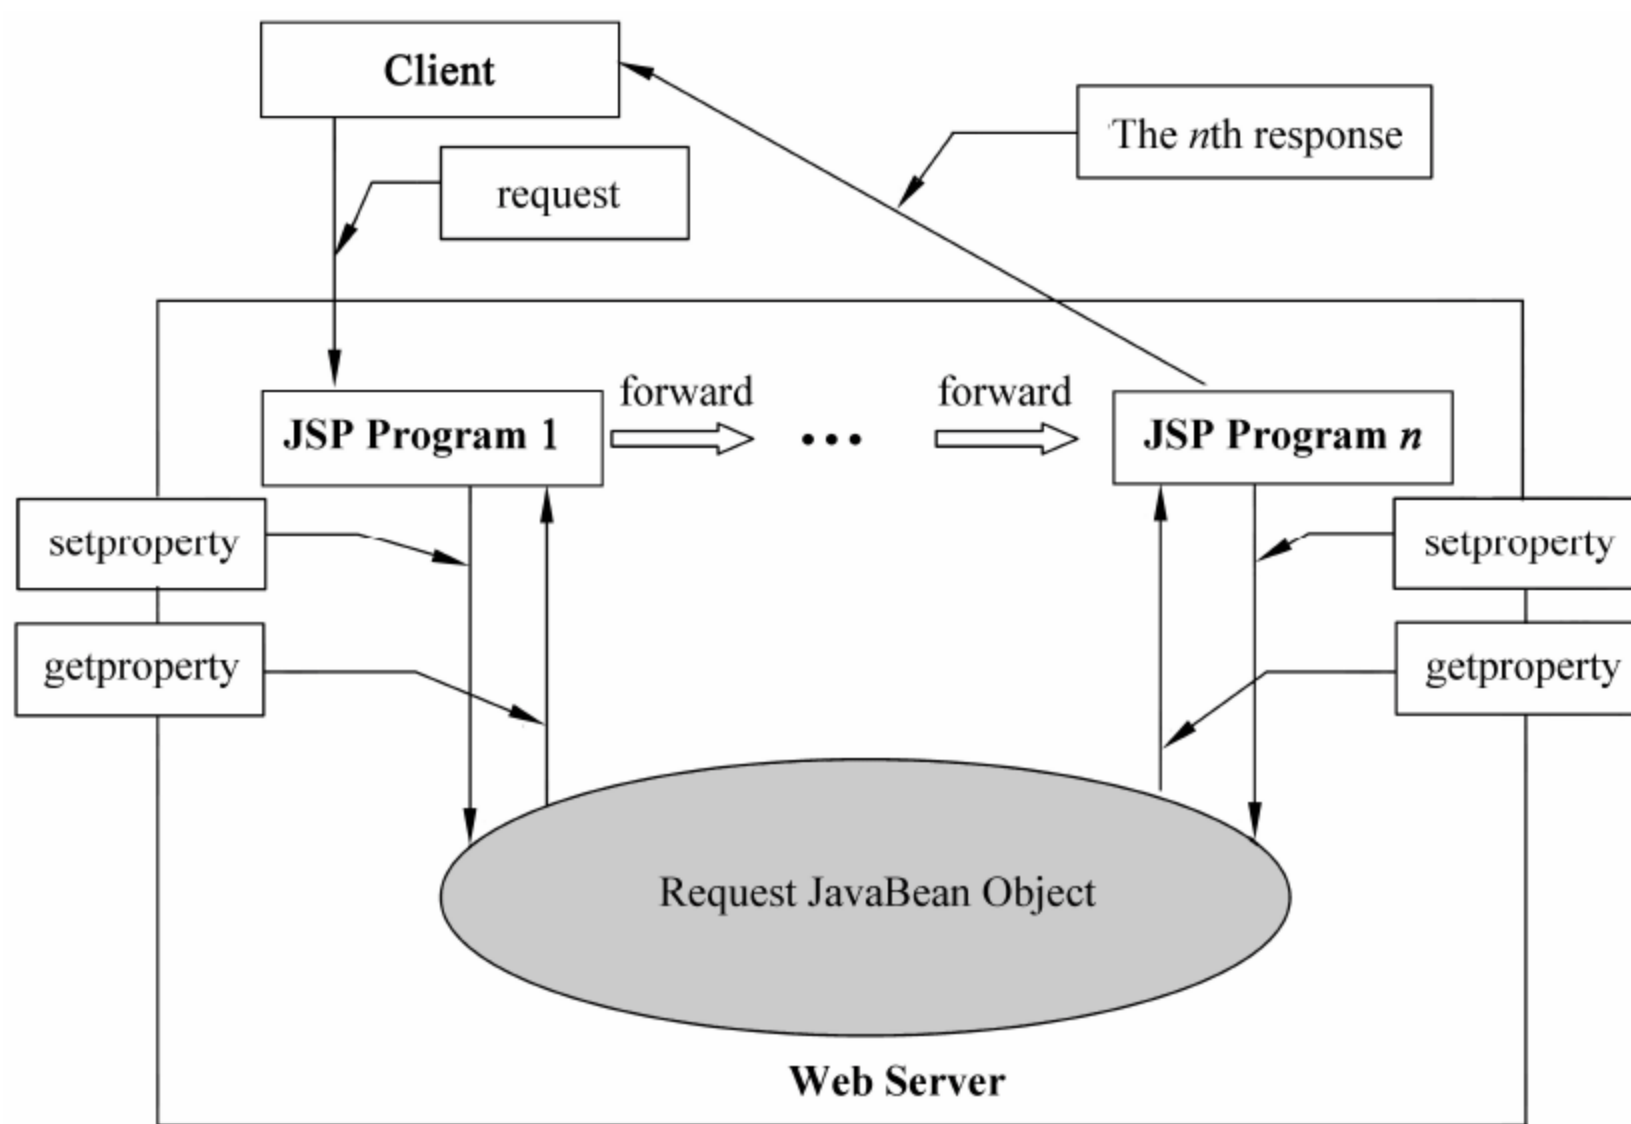 Client
The nth response
request
forward
forward
JSP Program 1
•••
JSP Program n
setproperty
setproperty
getproperty
getproperty
Request JavaBean Object
Web Server